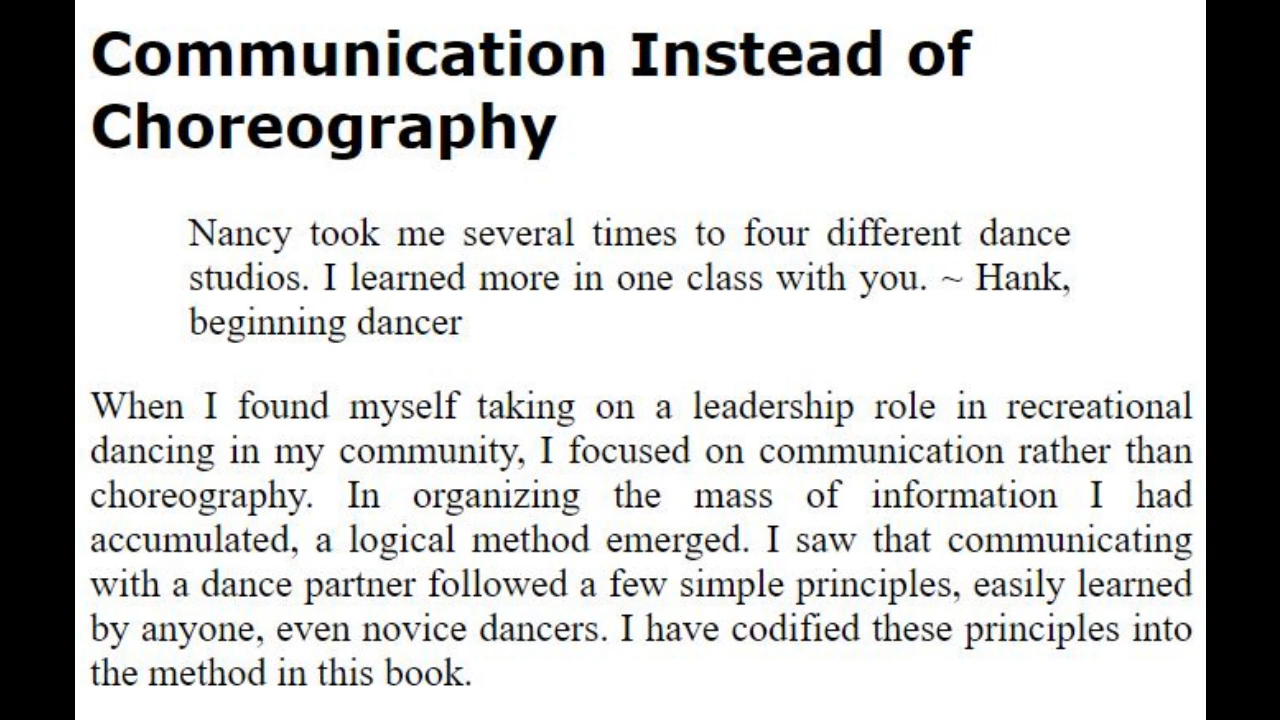 Communication Instead of
Choreography
Nancy took me several times to four different dance
studios. I learned more in one class with you. ~ Hank,
beginning dancer
When I found myself taking on a leadership role in recreational
dancing in my community, I focused on communication rather than
choreography. In organizing the mass of information I had
accumulated, a logical method emerged. I saw that communicating
with a dance partner followed a few simple principles, easily learned
by anyone, even novice dancers. I have codified these principles into
the method in this book.